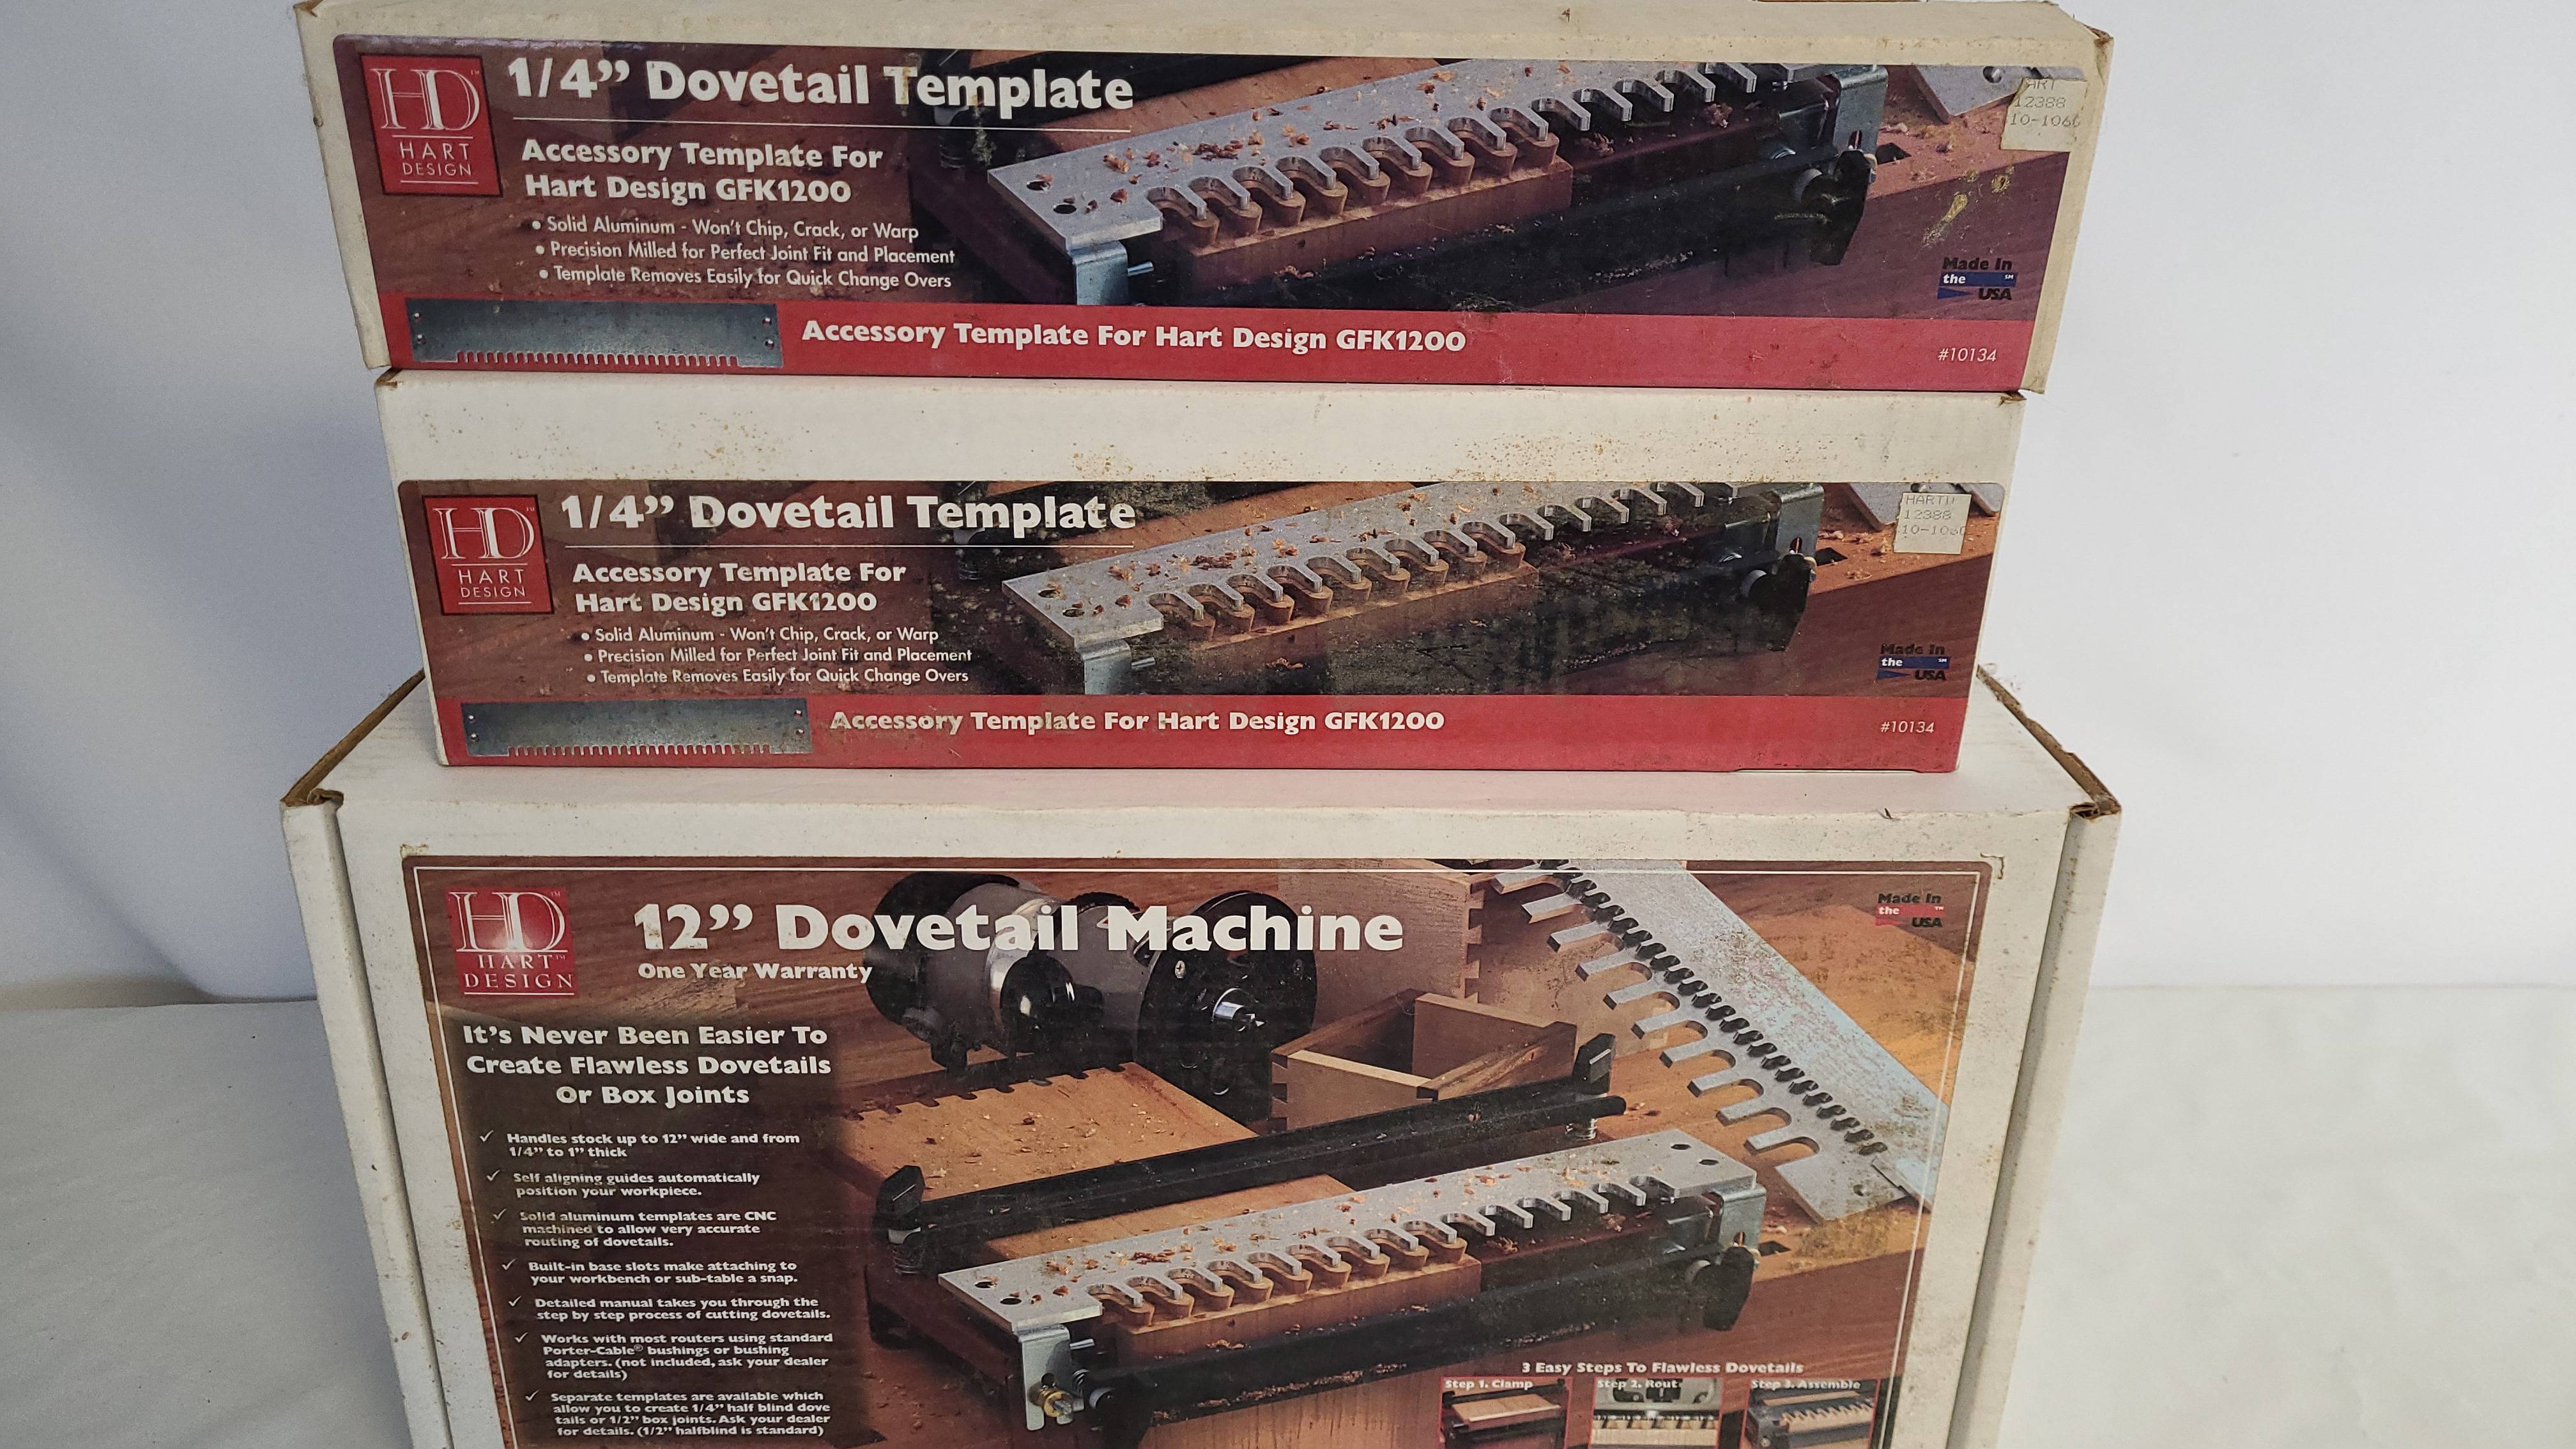 HD™
HART
DESIGN
1/4” Dovetail Template
Accessory Template For
Hart Design GFK1200
• Solid Aluminum - Won't Chip, Crack, or Warp
• Precision Milled for Perfect Joint Fit and Placement
• Template Removes Easily for Quick Change Overs
12388
Made In
the SM
USA
Accessory Template For Hart Design GFK1200
#10134
HD™
HART
DESIGN
1/4” Dovetail Template
Accessory Template For
Hart Design GFK1200
• Solid Aluminum - Won't Chip, Crack, or Warp
• Precision Milled for Perfect Joint Fit and Placement
• Template Removes Easily for Quick Change Overs
12388
Made In
the SM
USA
Accessory Template For Hart Design GFK1200
#10134
HD™
HART™
DESIGN
12” Dovetail Machine
One Year Warranty
Made In
the ™
USA
It's Never Been Easier To
Create Flawless Dovetails
Or Box Joints
✓ Handles stock up to 12” wide and from
1/4” to 1” thick
✓ Self aligning guides automatically
position your workpiece.
✓ Solid aluminum templates are CNC
machined to allow very accurate
routing of dovetails.
✓ Built-in base slots make attaching to
your workbench or sub-table a snap.
✓ Detailed manual takes you through the
step by step process of cutting dovetails.
✓ Works with most routers using standard
Porter-Cable® bushings or bushing
adapters. (not included, ask your dealer
for details)
✓ Separate templates are available which
allow you to create 1/4” half blind dove
tails or 1/2” box joints. Ask your dealer
for details. (1/2” halfblind is standard)
3 Easy Steps To Flawless Dovetails
Step 1. Clamp
Step 2. Rout
Step 3. Assemble